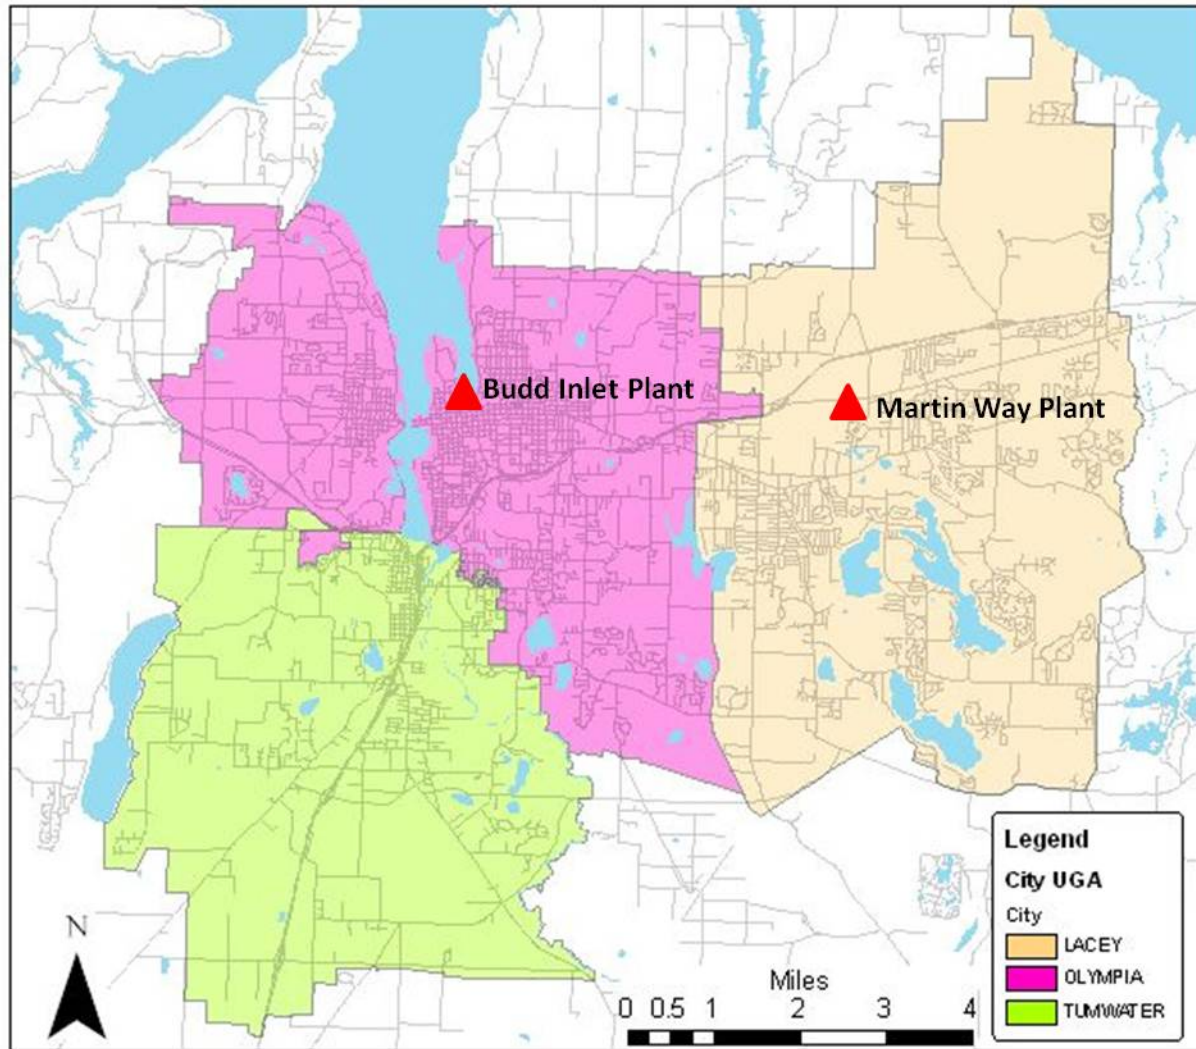 Budd Inlet Plant
Martin Way Plant
Legend
City UGA
City
LACEY
OLYMPIA
TUMWATER
N
Miles
0 0.5 1 2 3 4